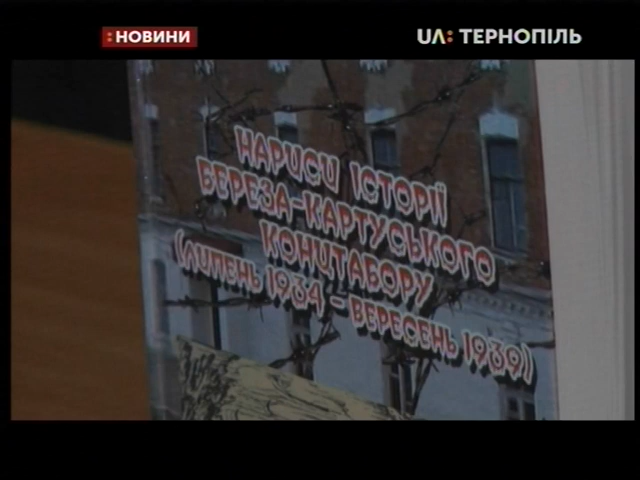 :НОВИНИ
UA: ТЕРНОПІЛЬ
НАРИСИ ІСТОРІЇ
БЕРЕЗА-КАРТУСЬКОГО
КОНЦТАБОРУ
(ЛИПЕНЬ 1934 - ВЕРЕСЕНЬ 1939)